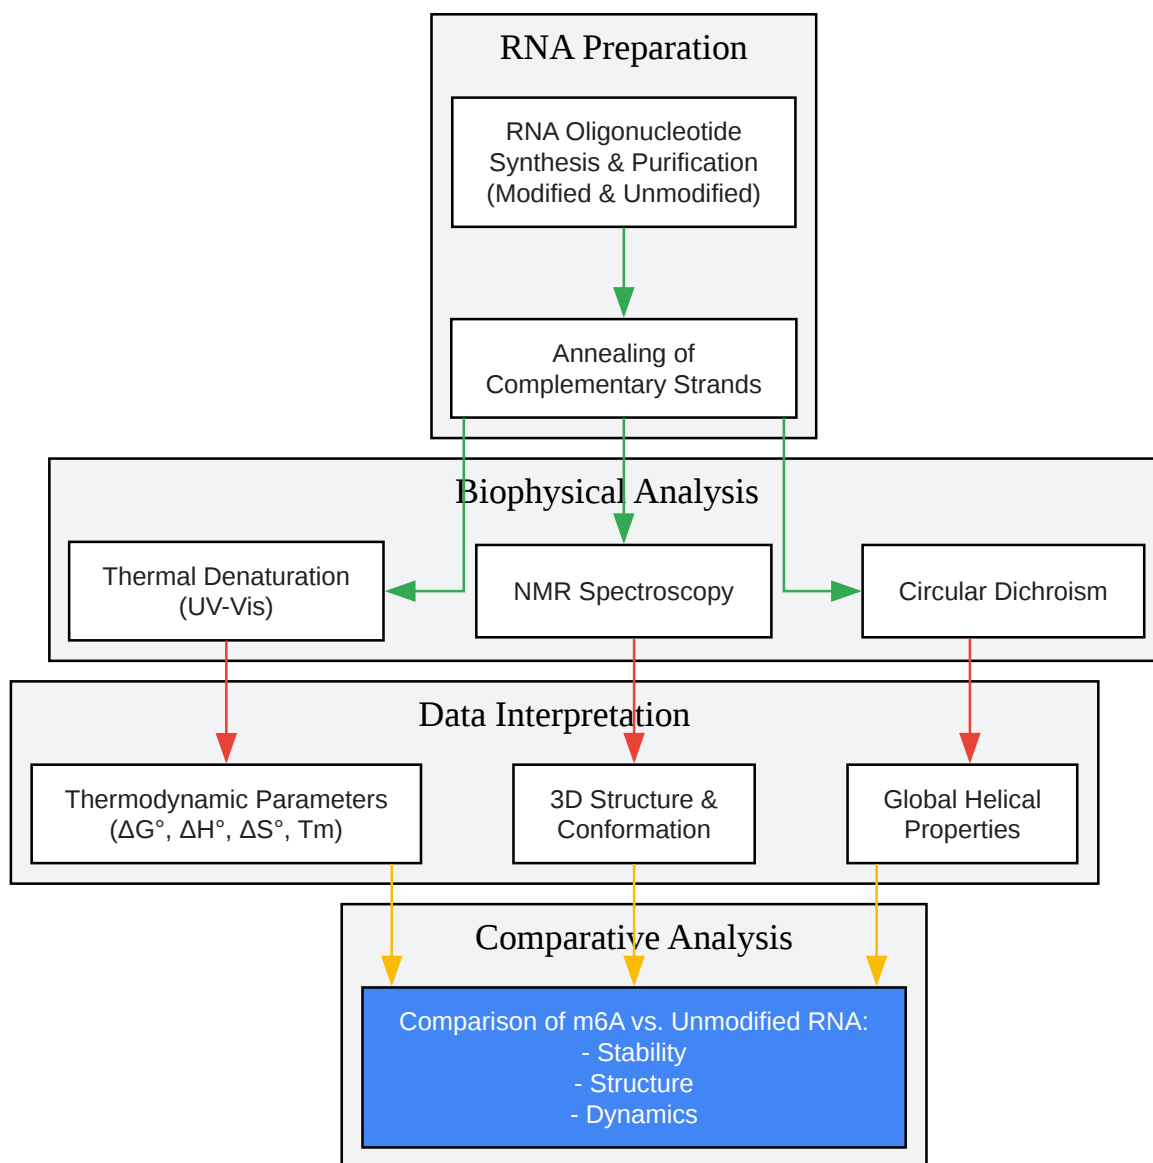 RNA Preparation
RNA Oligonucleotide
Synthesis & Purification
(Modified & Unmodified)
Annealing of
Complementary Strands
Biophysical Analysis
Thermal Denaturation
(UV-Vis)
NMR Spectroscopy
Circular Dichroism
Data Interpretation
Thermodynamic Parameters
(ΔG°, ΔH°, ΔS°, Tm)
3D Structure &
Conformation
Global Helical
Properties
Comparative Analysis
Comparison of m6A vs. Unmodified RNA:
- Stability
- Structure
- Dynamics